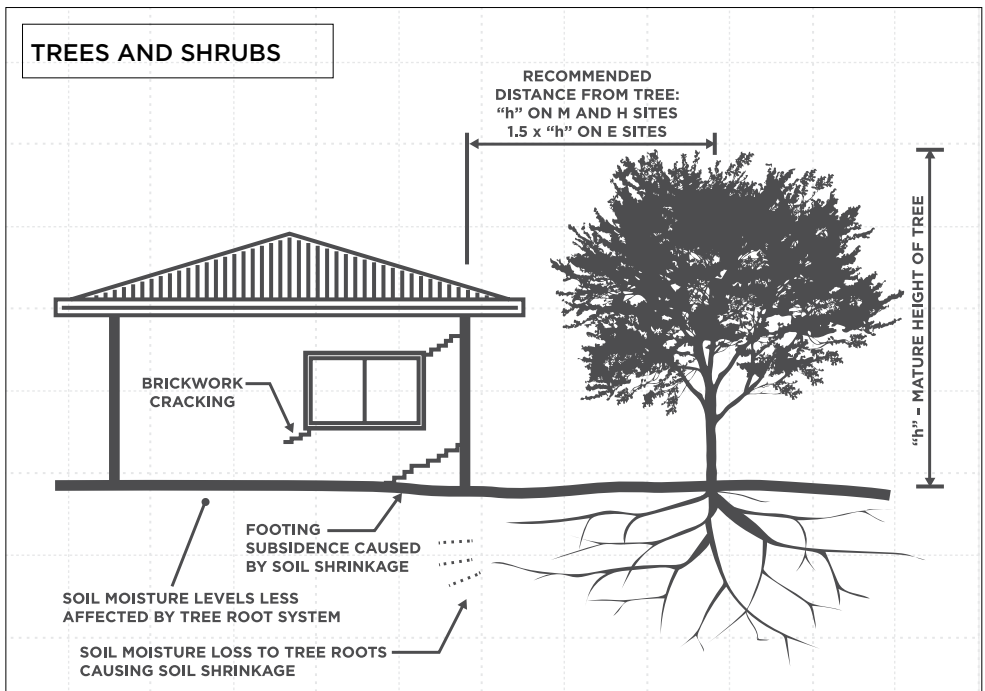 TREES AND SHRUBS
RECOMMENDED
DISTANCE FROM TREE:
“h” ON M AND H SITES
1.5 x “h” ON E SITES
“h” – MATURE HEIGHT OF TREE
BRICKWORK
CRACKING
FOOTING
SUBSIDENCE CAUSED
BY SOIL SHRINKAGE
SOIL MOISTURE LEVELS LESS
AFFECTED BY TREE ROOT SYSTEM
SOIL MOISTURE LOSS TO TREE ROOTS
CAUSING SOIL SHRINKAGE